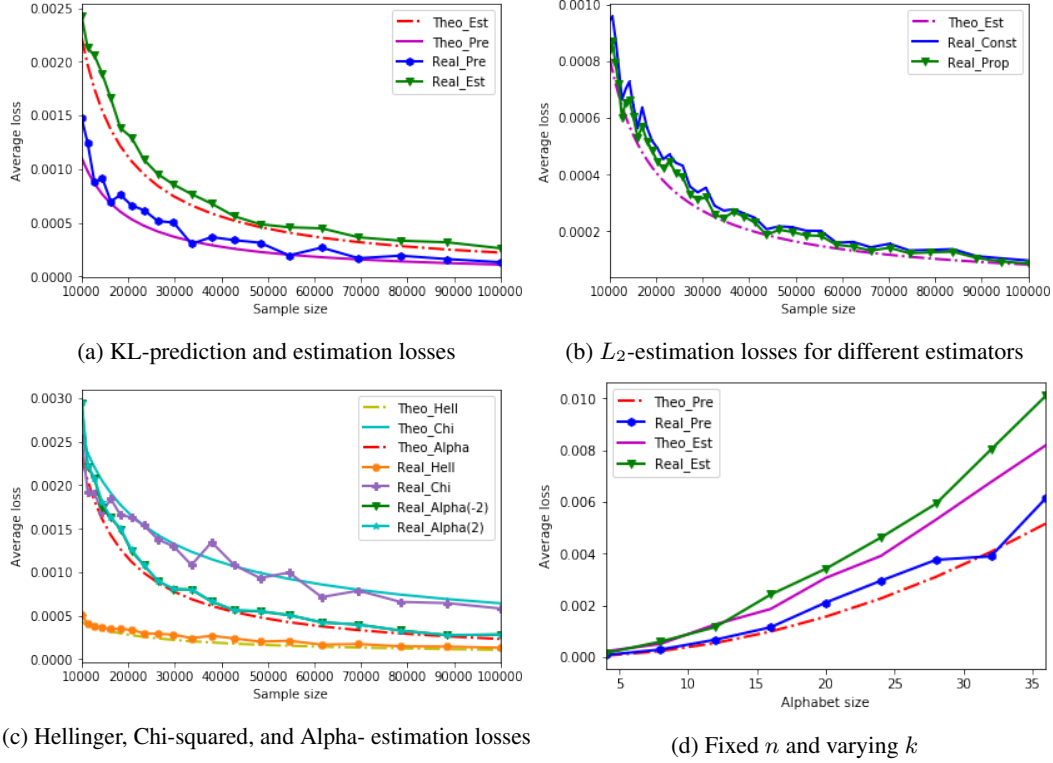 0.0025
0.0020
0.0015
0.0010
0.0005
0.0000
Average loss
Theo_Est
Theo_Pre
Real_Pre
Real_Est
10000 20000 30000 40000 50000 60000 70000 80000 90000 100000
Sample size
(a) KL-prediction and estimation losses
0.0010
0.0008
0.0006
0.0004
0.0002
Average loss
Theo_Est
Real_Const
Real_Prop
10000 20000 30000 40000 50000 60000 70000 80000 90000 100000
Sample size
(b) L₂-estimation losses for different estimators
0.0030
0.0025
0.0020
0.0015
0.0010
0.0005
0.0000
Average loss
Theo_Hell
Theo_Chi
Theo_Alpha
Real_Hell
Real_Chi
Real_Alpha(-2)
Real_Alpha(2)
10000 20000 30000 40000 50000 60000 70000 80000 90000 100000
Sample size
(c) Hellinger, Chi-squared, and Alpha- estimation losses
0.010
0.008
0.006
0.004
0.002
0.000
Average loss
Theo_Pre
Real_Pre
Theo_Est
Real_Est
5 10 15 20 25 30 35
Alphabet size
(d) Fixed n and varying k